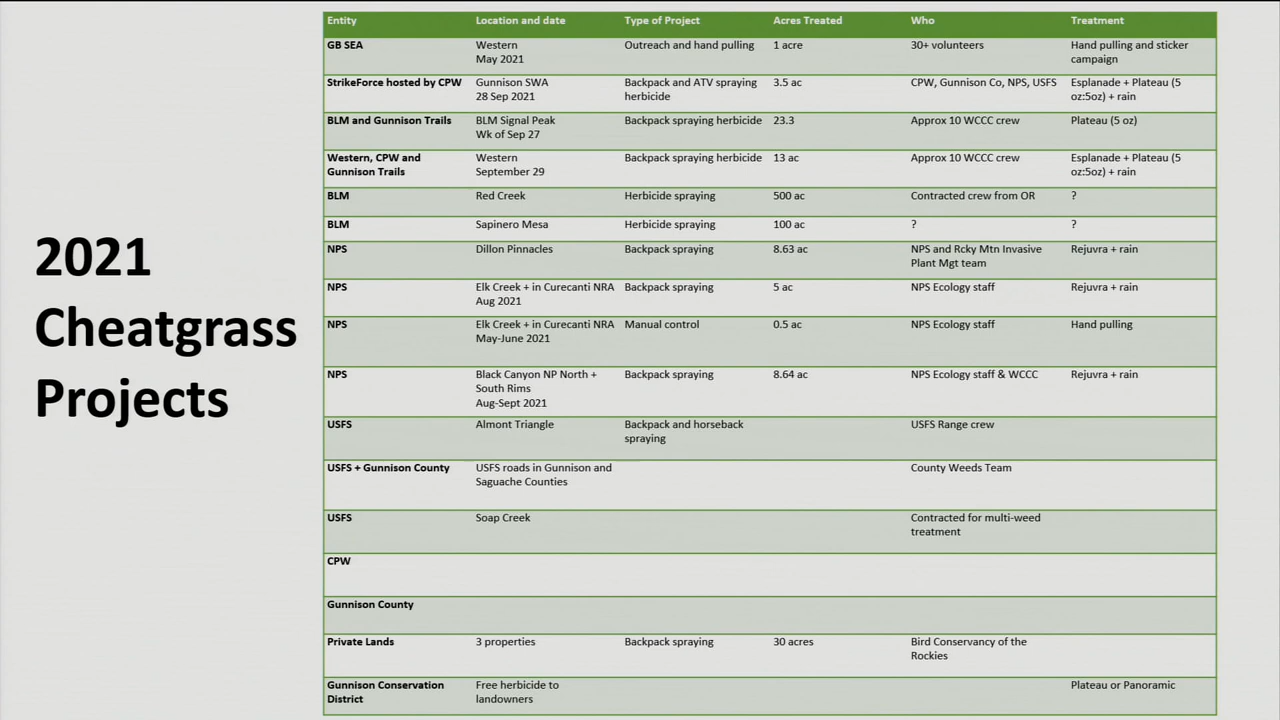 2021
Cheatgrass
Projects
Entity Location and date Type of Project Acres Treated Who Treatment
GB SEA Western Outreach and hand pulling 1 acre 30+ volunteers Hand pulling and sticker
May 2021 campaign
StrikeForce hosted by CPW Gunnison SWA Backpack and ATV spraying 3.5 ac CPW, Gunnison Co, NPS, USFS Esplanade + Plateau (5
28 Sep 2021 herbicide oz:5oz) + rain
BLM and Gunnison Trails BLM Signal Peak Backpack spraying herbicide 23.3 Approx 10 WCCC crew Plateau (5 oz)
Wk of Sep 27
Western, CPW and Western Backpack spraying herbicide 13 ac Approx 10 WCCC crew Esplanade + Plateau (5
Gunnison Trails September 29 oz:5oz) + rain
BLM Red Creek Herbicide spraying 500 ac Contracted crew from OR ?
BLM Sapinero Mesa Herbicide spraying 100 ac ? ?
NPS Dillon Pinnacles Backpack spraying 8.63 ac NPS and Rcky Mtn Invasive Rejuvra + rain
Plant Mgt team
NPS Elk Creek + in Curecanti NRA Backpack spraying 5 ac NPS Ecology staff Rejuvra + rain
Aug 2021
NPS Elk Creek + in Curecanti NRA Manual control 0.5 ac NPS Ecology staff Hand pulling
May-June 2021
NPS Black Canyon NP North + Backpack spraying 8.64 ac NPS Ecology staff & WCCC Rejuvra + rain
South Rims
Aug-Sept 2021
USFS Almont Triangle Backpack and horseback USFS Range crew
spraying
USFS + Gunnison County USFS roads in Gunnison and County Weeds Team
Saguache Counties
USFS Soap Creek Contracted for multi-weed
treatment
CPW
Gunnison County
Private Lands 3 properties Backpack spraying 30 acres Bird Conservancy of the
Rockies
Gunnison Conservation Free herbicide to Plateau or Panoramic
District landowners